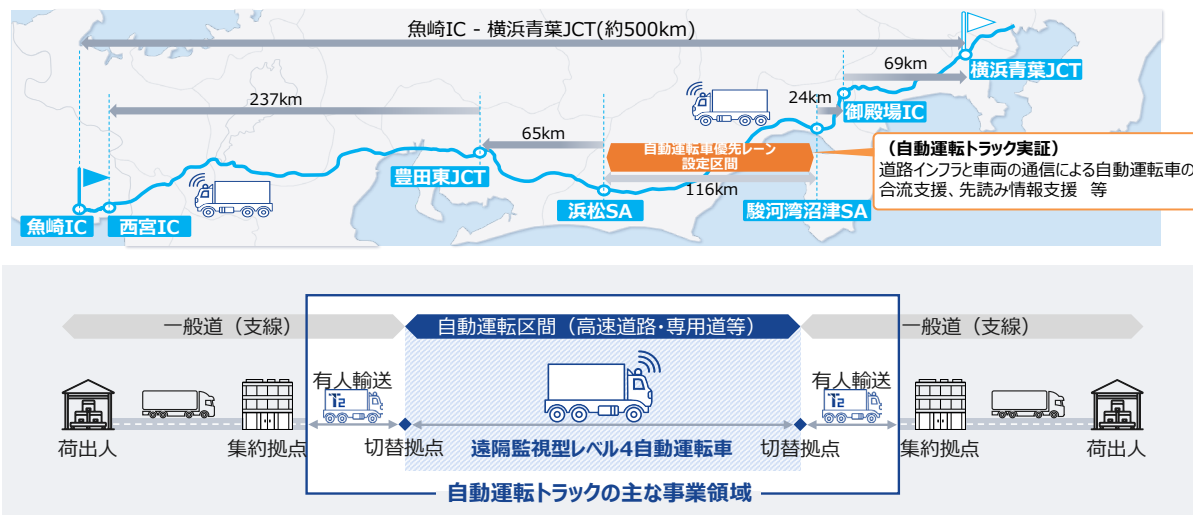 魚崎IC - 横浜青葉JCT(約500km)
69km
横浜青葉JCT
237km
24km
御殿場IC
65km
自動運転車優先レーン
設定区間
（自動運転トラック実証）
道路インフラと車両の通信による自動運転車の
合流支援、先読み情報支援 等
豊田東JCT
116km
浜松SA
駿河湾沼津SA
魚崎IC
西宮IC
一般道（支線）
自動運転区間（高速道路・専用道等）
一般道（支線）
有人輸送
有人輸送
T2
T2
荷出人
集約拠点
切替拠点
遠隔監視型レベル4自動運転車
切替拠点
集約拠点
荷出人
自動運転トラックの主な事業領域